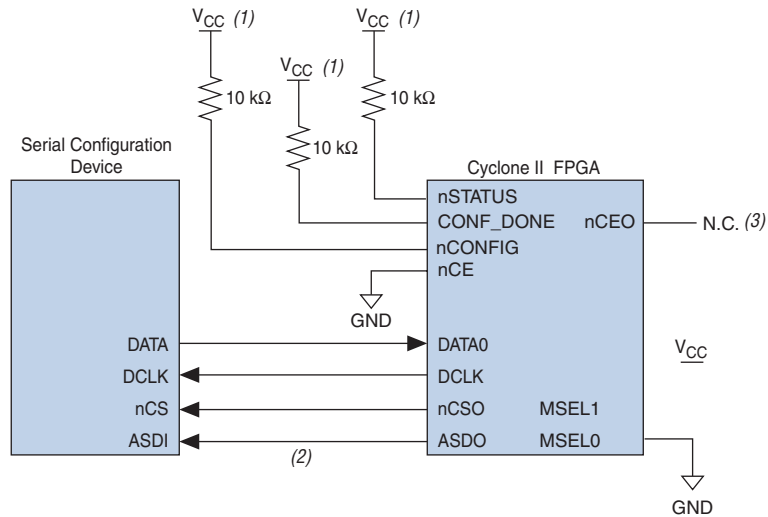 VCC (1)
VCC (1)
VCC (1)
10 kΩ
10 kΩ
10 kΩ
Serial Configuration
Device
Cyclone II FPGA
nSTATUS
CONF_DONE
nCEO
N.C. (3)
nCONFIG
nCE
GND
DATA
DATA0
VCC
DCLK
DCLK
nCS
nCSO
MSEL1
ASDI
(2)
ASDO
MSEL0
GND